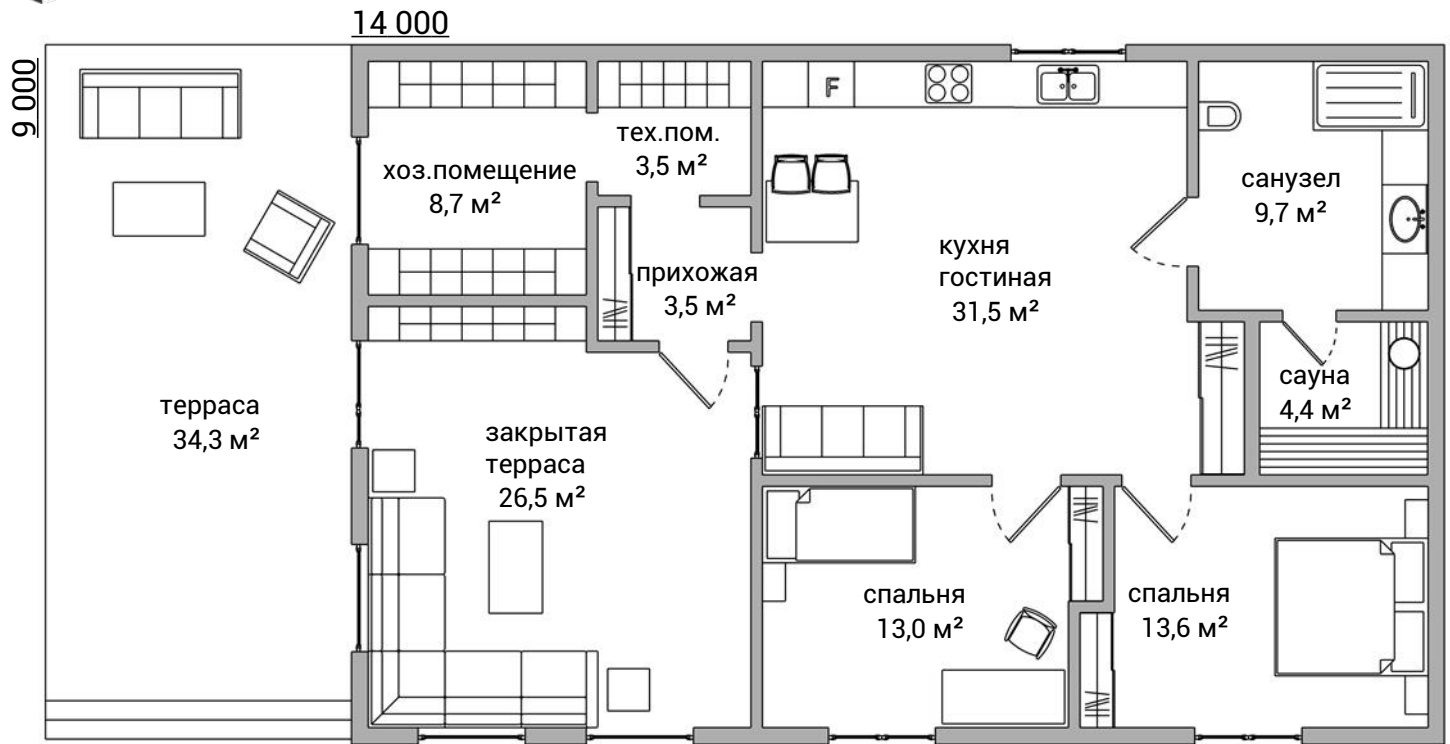 14 000
9 000
тех.пом.
3,5 м²
хоз.помещение
8,7 м²
F
санузел
9,7 м²
кухня
гостиная
31,5 м²
прихожая
3,5 м²
сауна
4,4 м²
терраса
34,3 м²
закрытая
терраса
26,5 м²
спальня
13,0 м²
спальня
13,6 м²